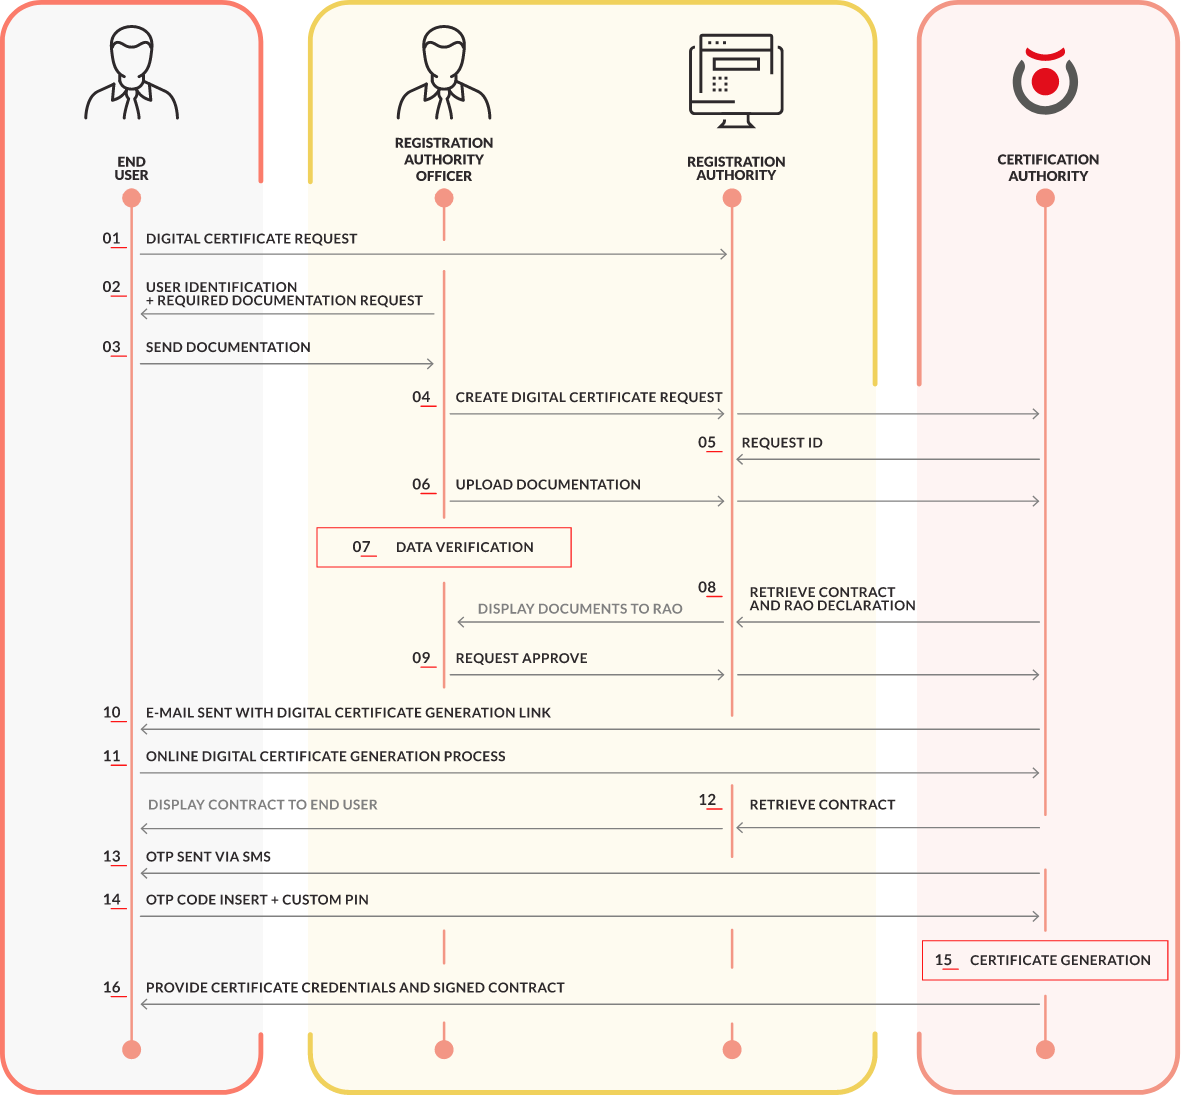 END
USER
REGISTRATION
AUTHORITY
OFFICER
REGISTRATION
AUTHORITY
CERTIFICATION
AUTHORITY
01 DIGITAL CERTIFICATE REQUEST
02 USER IDENTIFICATION
+ REQUIRED DOCUMENTATION REQUEST
03 SEND DOCUMENTATION
04 CREATE DIGITAL CERTIFICATE REQUEST
05 REQUEST ID
06 UPLOAD DOCUMENTATION
07 DATA VERIFICATION
08 RETRIEVE CONTRACT
AND RAO DECLARATION
DISPLAY DOCUMENTS TO RAO
09 REQUEST APPROVE
10 E-MAIL SENT WITH DIGITAL CERTIFICATE GENERATION LINK
11 ONLINE DIGITAL CERTIFICATE GENERATION PROCESS
12 RETRIEVE CONTRACT
DISPLAY CONTRACT TO END USER
13 OTP SENT VIA SMS
14 OTP CODE INSERT + CUSTOM PIN
15 CERTIFICATE GENERATION
16 PROVIDE CERTIFICATE CREDENTIALS AND SIGNED CONTRACT